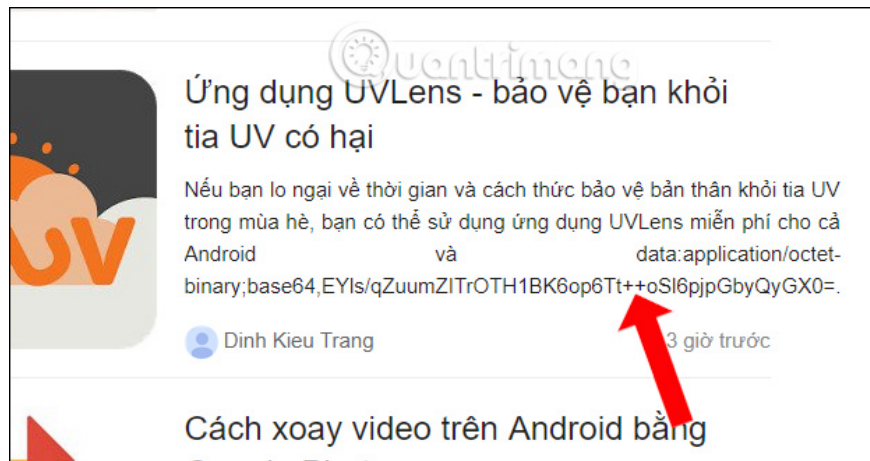 Quantrimang
Ứng dụng UVLens - bảo vệ bạn khỏi
tia UV có hại
Nếu bạn lo ngại về thời gian và cách thức bảo vệ bản thân khỏi tia UV
trong mùa hè, bạn có thể sử dụng ứng dụng UVLens miễn phí cho cả
Android và data:application/octet-
binary;base64,EYIs/qZuumZITrOTH1BK6op6Tt++oSI6pjpGbyQyGX0=.
UV
Dinh Kieu Trang 3 giờ trước
Cách xoay video trên Android bằng